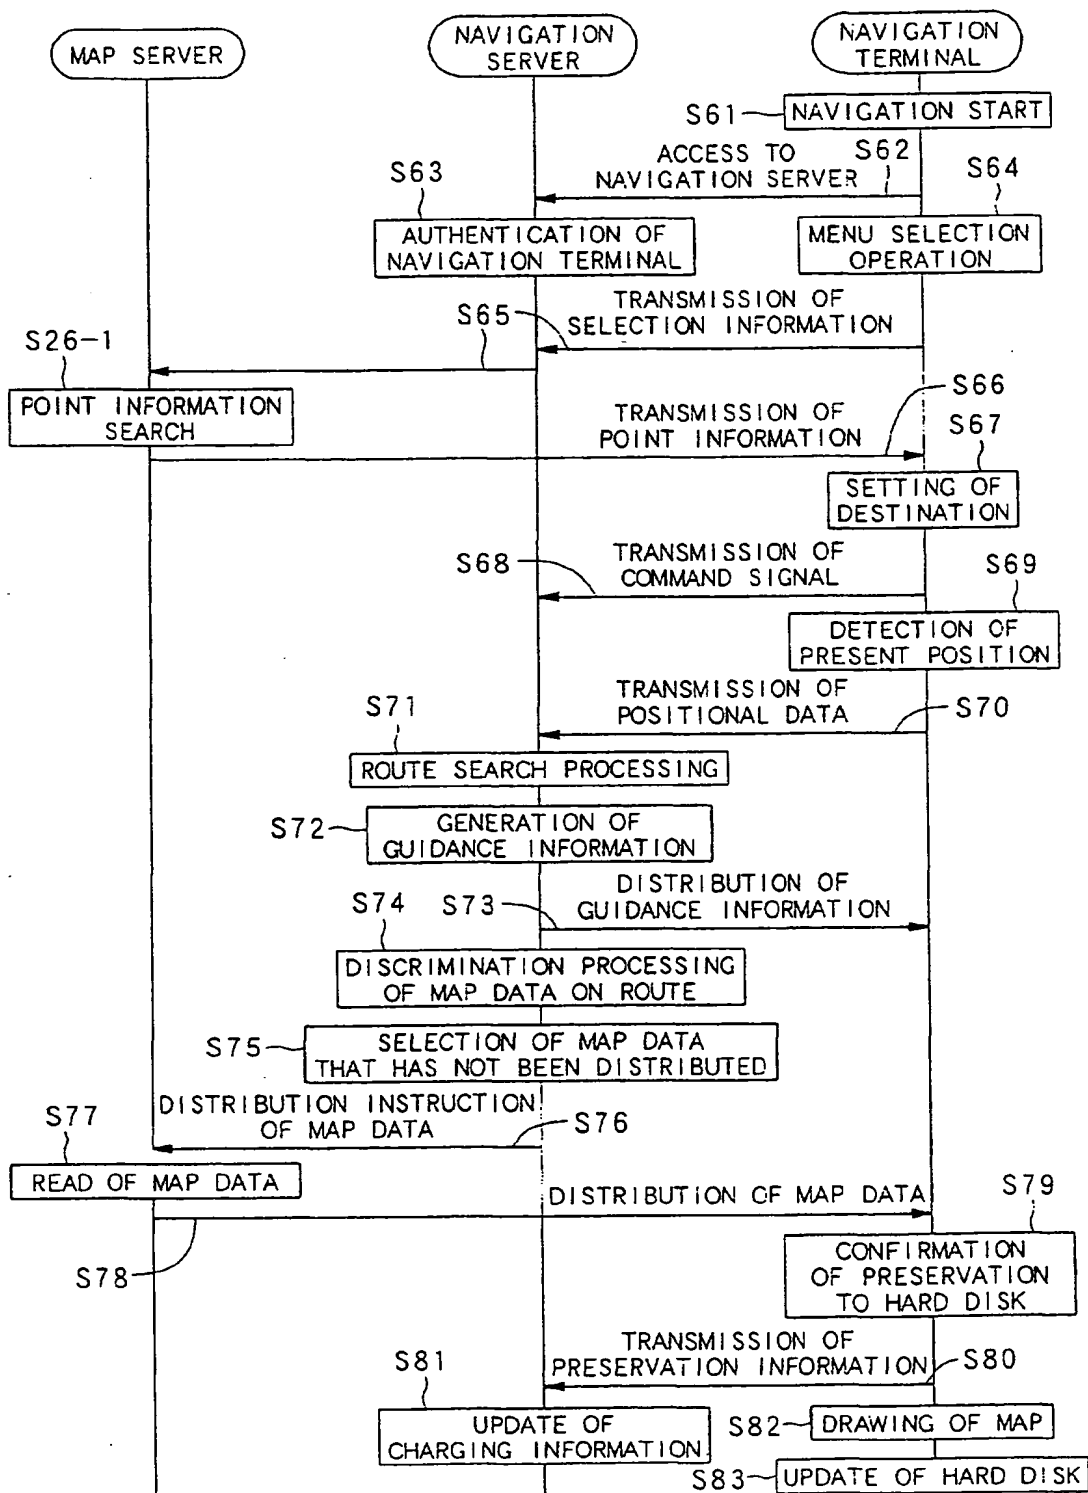 MAP SERVER
NAVIGATION
SERVER
NAVIGATION
TERMINAL
S61
NAVIGATION START
ACCESS TO
NAVIGATION SERVER
S62
S63
S64
AUTHENTICATION OF
NAVIGATION TERMINAL
MENU SELECTION
OPERATION
TRANSMISSION OF
SELECTION INFORMATION
S65
S26-1
POINT INFORMATION
SEARCH
TRANSMISSION OF
POINT INFORMATION
S66
S67
SETTING OF
DESTINATION
S68
TRANSMISSION OF
COMMAND SIGNAL
S69
DETECTION OF
PRESENT POSITION
TRANSMISSION OF
POSITIONAL DATA
S70
S71
ROUTE SEARCH PROCESSING
S72
GENERATION OF
GUIDANCE INFORMATION
S73
DISTRIBUTION OF
GUIDANCE INFORMATION
S74
DISCRIMINATION PROCESSING
OF MAP DATA ON ROUTE
S75
SELECTION OF MAP DATA
THAT HAS NOT BEEN DISTRIBUTED
DISTRIBUTION INSTRUCTION
OF MAP DATA
S76
S77
READ OF MAP DATA
DISTRIBUTION OF MAP DATA
S78
S79
CONFIRMATION
OF PRESERVATION
TO HARD DISK
TRANSMISSION OF
PRESERVATION INFORMATION
S80
S81
UPDATE OF
CHARGING INFORMATION
S82
DRAWING OF MAP
S83
UPDATE OF HARD DISK